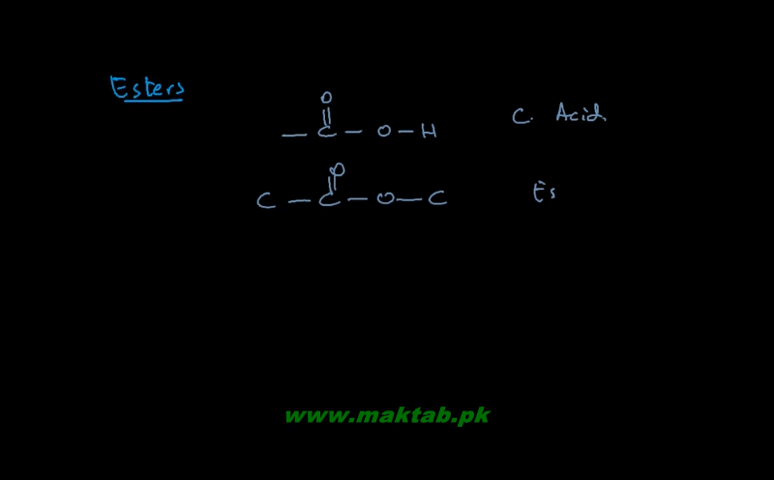 Esters
O
— C — O — H C. Acid
O
C — C — O — C Es
www.maktab.pk